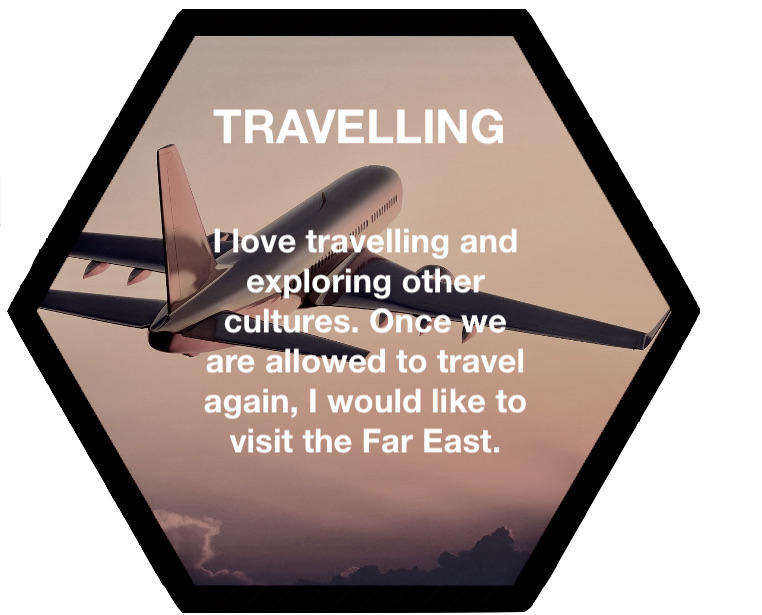 TRAVELLING
I love travelling and
exploring other
cultures. Once we
are allowed to travel
again, I would like to
visit the Far East.